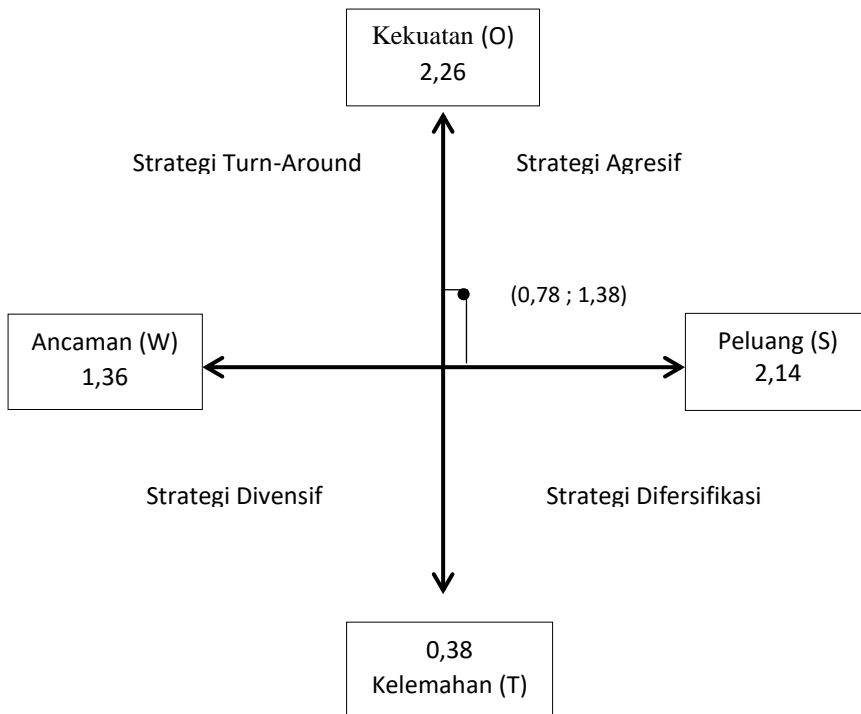 Kekuatan (O)
2,26
Strategi Turn-Around
Strategi Agresif
(0,78 ; 1,38)
Ancaman (W)
1,36
Peluang (S)
2,14
Strategi Divensif
Strategi Difersifikasi
0,38
Kelemahan (T)